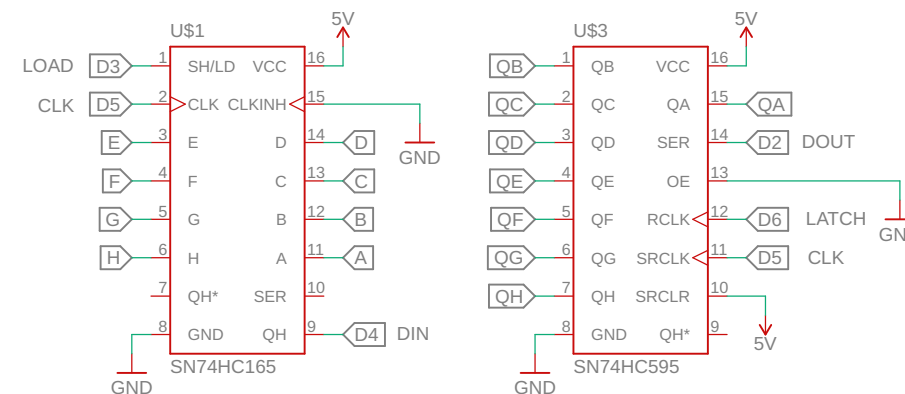 U$1
5V
LOAD D3 1 SH/LD VCC 16
CLK D5 2 CLK CLKINH 15
GND
E 3 E D 14 D
F 4 F C 13 C
G 5 G B 12 B
H 6 H A 11 A
7 QH* SER 10
8 GND QH 9 D4 DIN
GND
SN74HC165
U$3
5V
QB 1 QB VCC 16
QC 2 QC QA 15 QA
QD 3 QD SER 14 D2 DOUT
QE 4 QE OE 13
QF 5 QF RCLK 12 D6 LATCH
GN
QG 6 QG SRCLK 11 D5 CLK
QH 7 QH SRCLR 10
5V
8 GND QH* 9
GND
SN74HC595